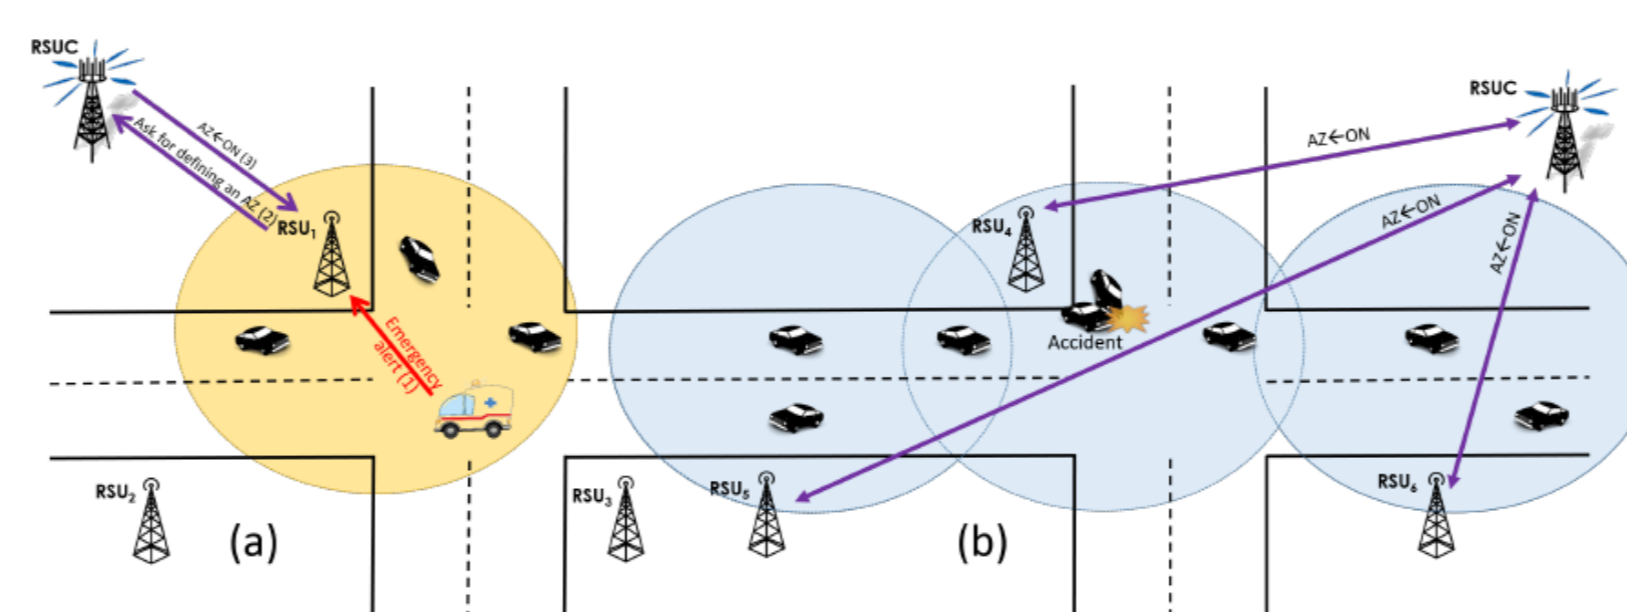 RSUC
AZ←ON (3)
Ask for defining an AZ (2)
RSU1
Emergency
alert (1)
RSU2
(a)
RSUC
AZ←ON
AZ←ON
AZ←ON
RSU4
Accident
RSU3
RSU5
RSU6
(b)